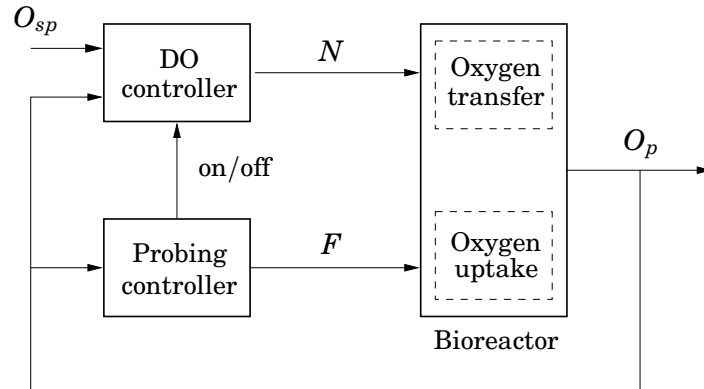 O_sp
DO
controller
N
Oxygen
transfer
O_p
on/off
Probing
controller
F
Oxygen
uptake
Bioreactor